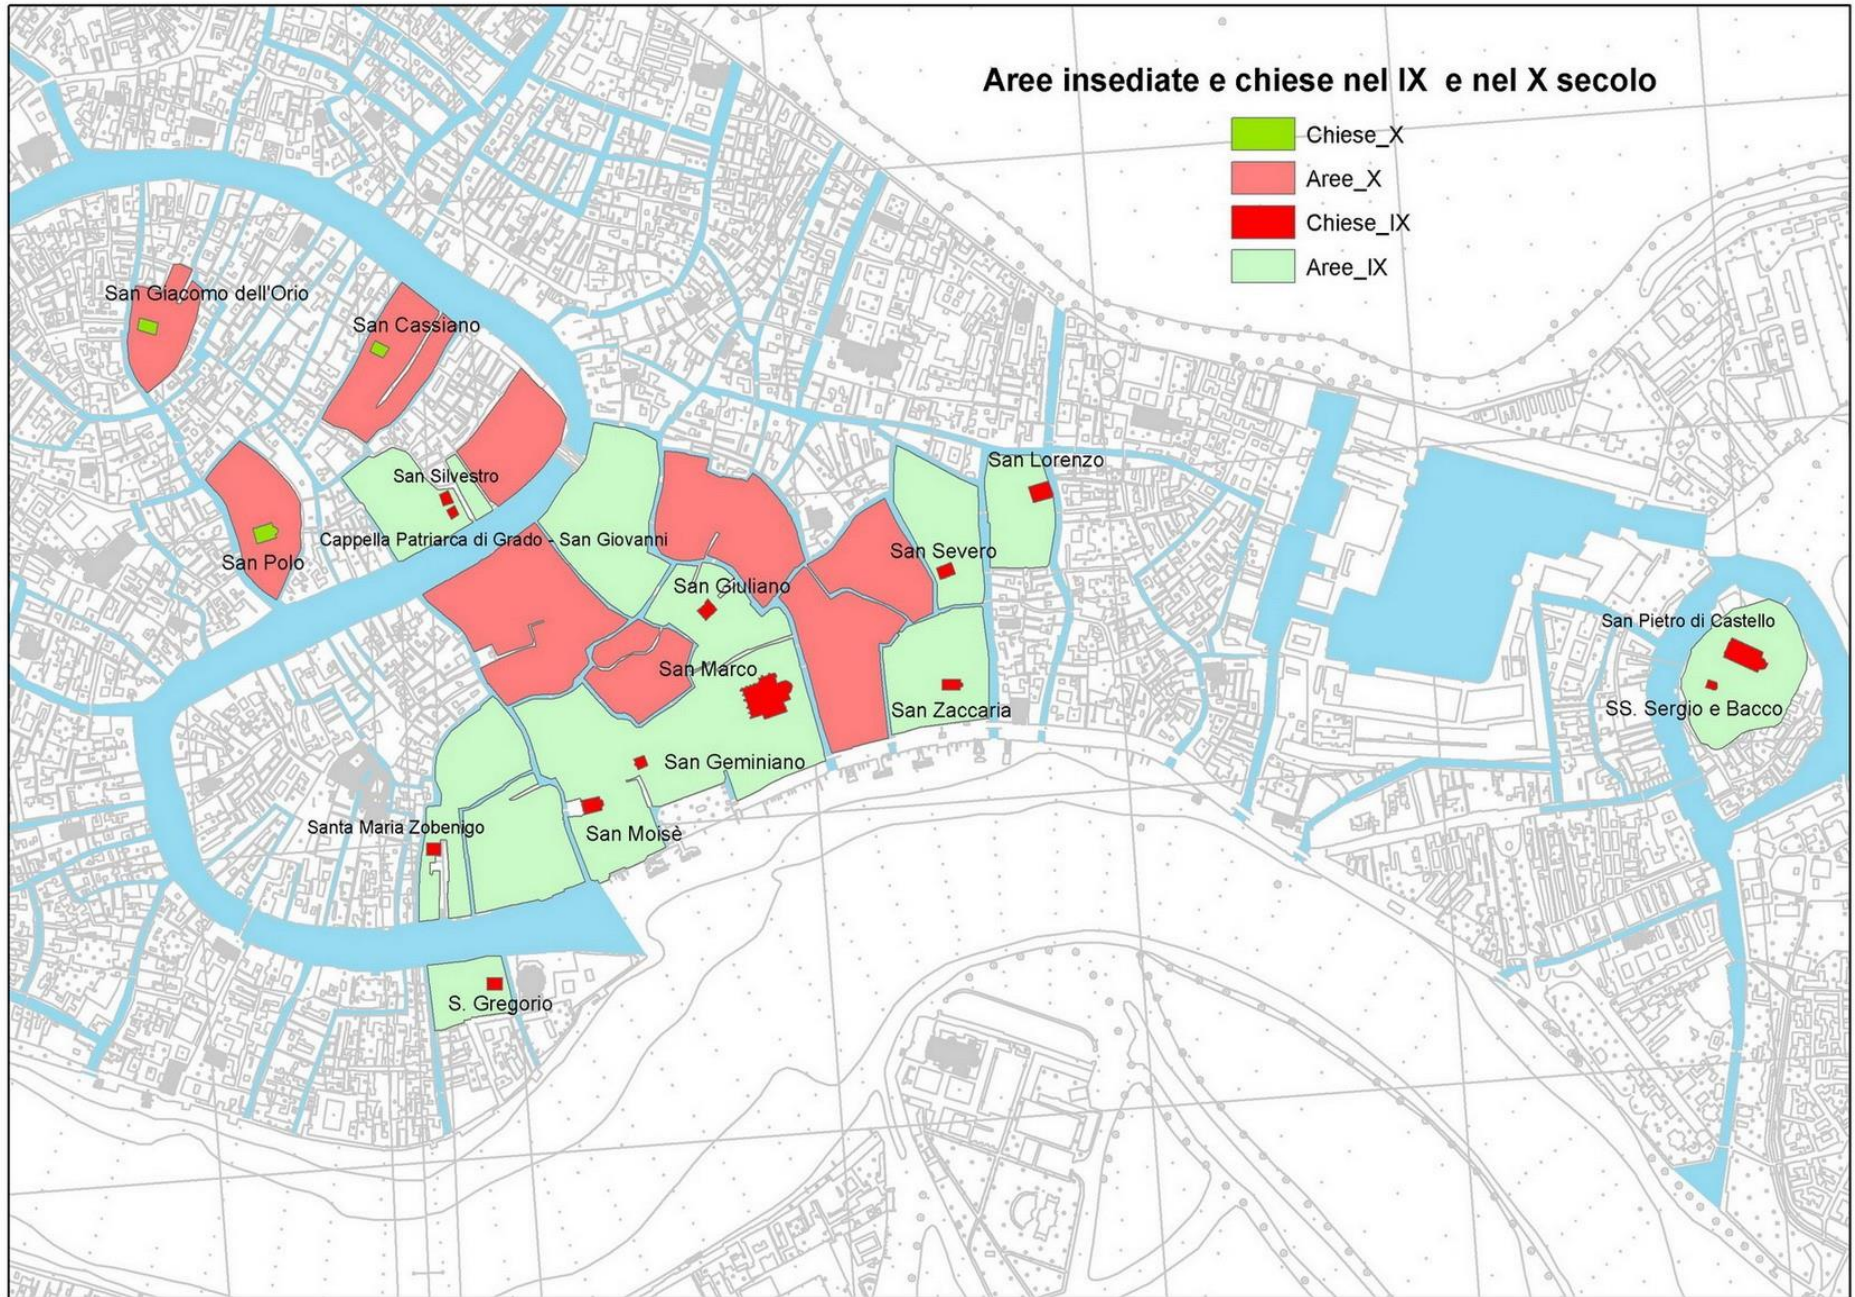 Aree insediate e chiese nel IX e nel X secolo
Chiese_X
Aree_X
Chiese_IX
Aree_IX
San Giacomo dell'Orio
San Cassiano
San Silvestro
San Lorenzo
Cappella Patriarca di Grado - San Giovanni
San Severo
San Polo
San Giuliano
San Pietro di Castello
San Marco
San Zaccaria
SS. Sergio e Bacco
San Geminiano
Santa Maria Zobenigo
San Moisè
S. Gregorio